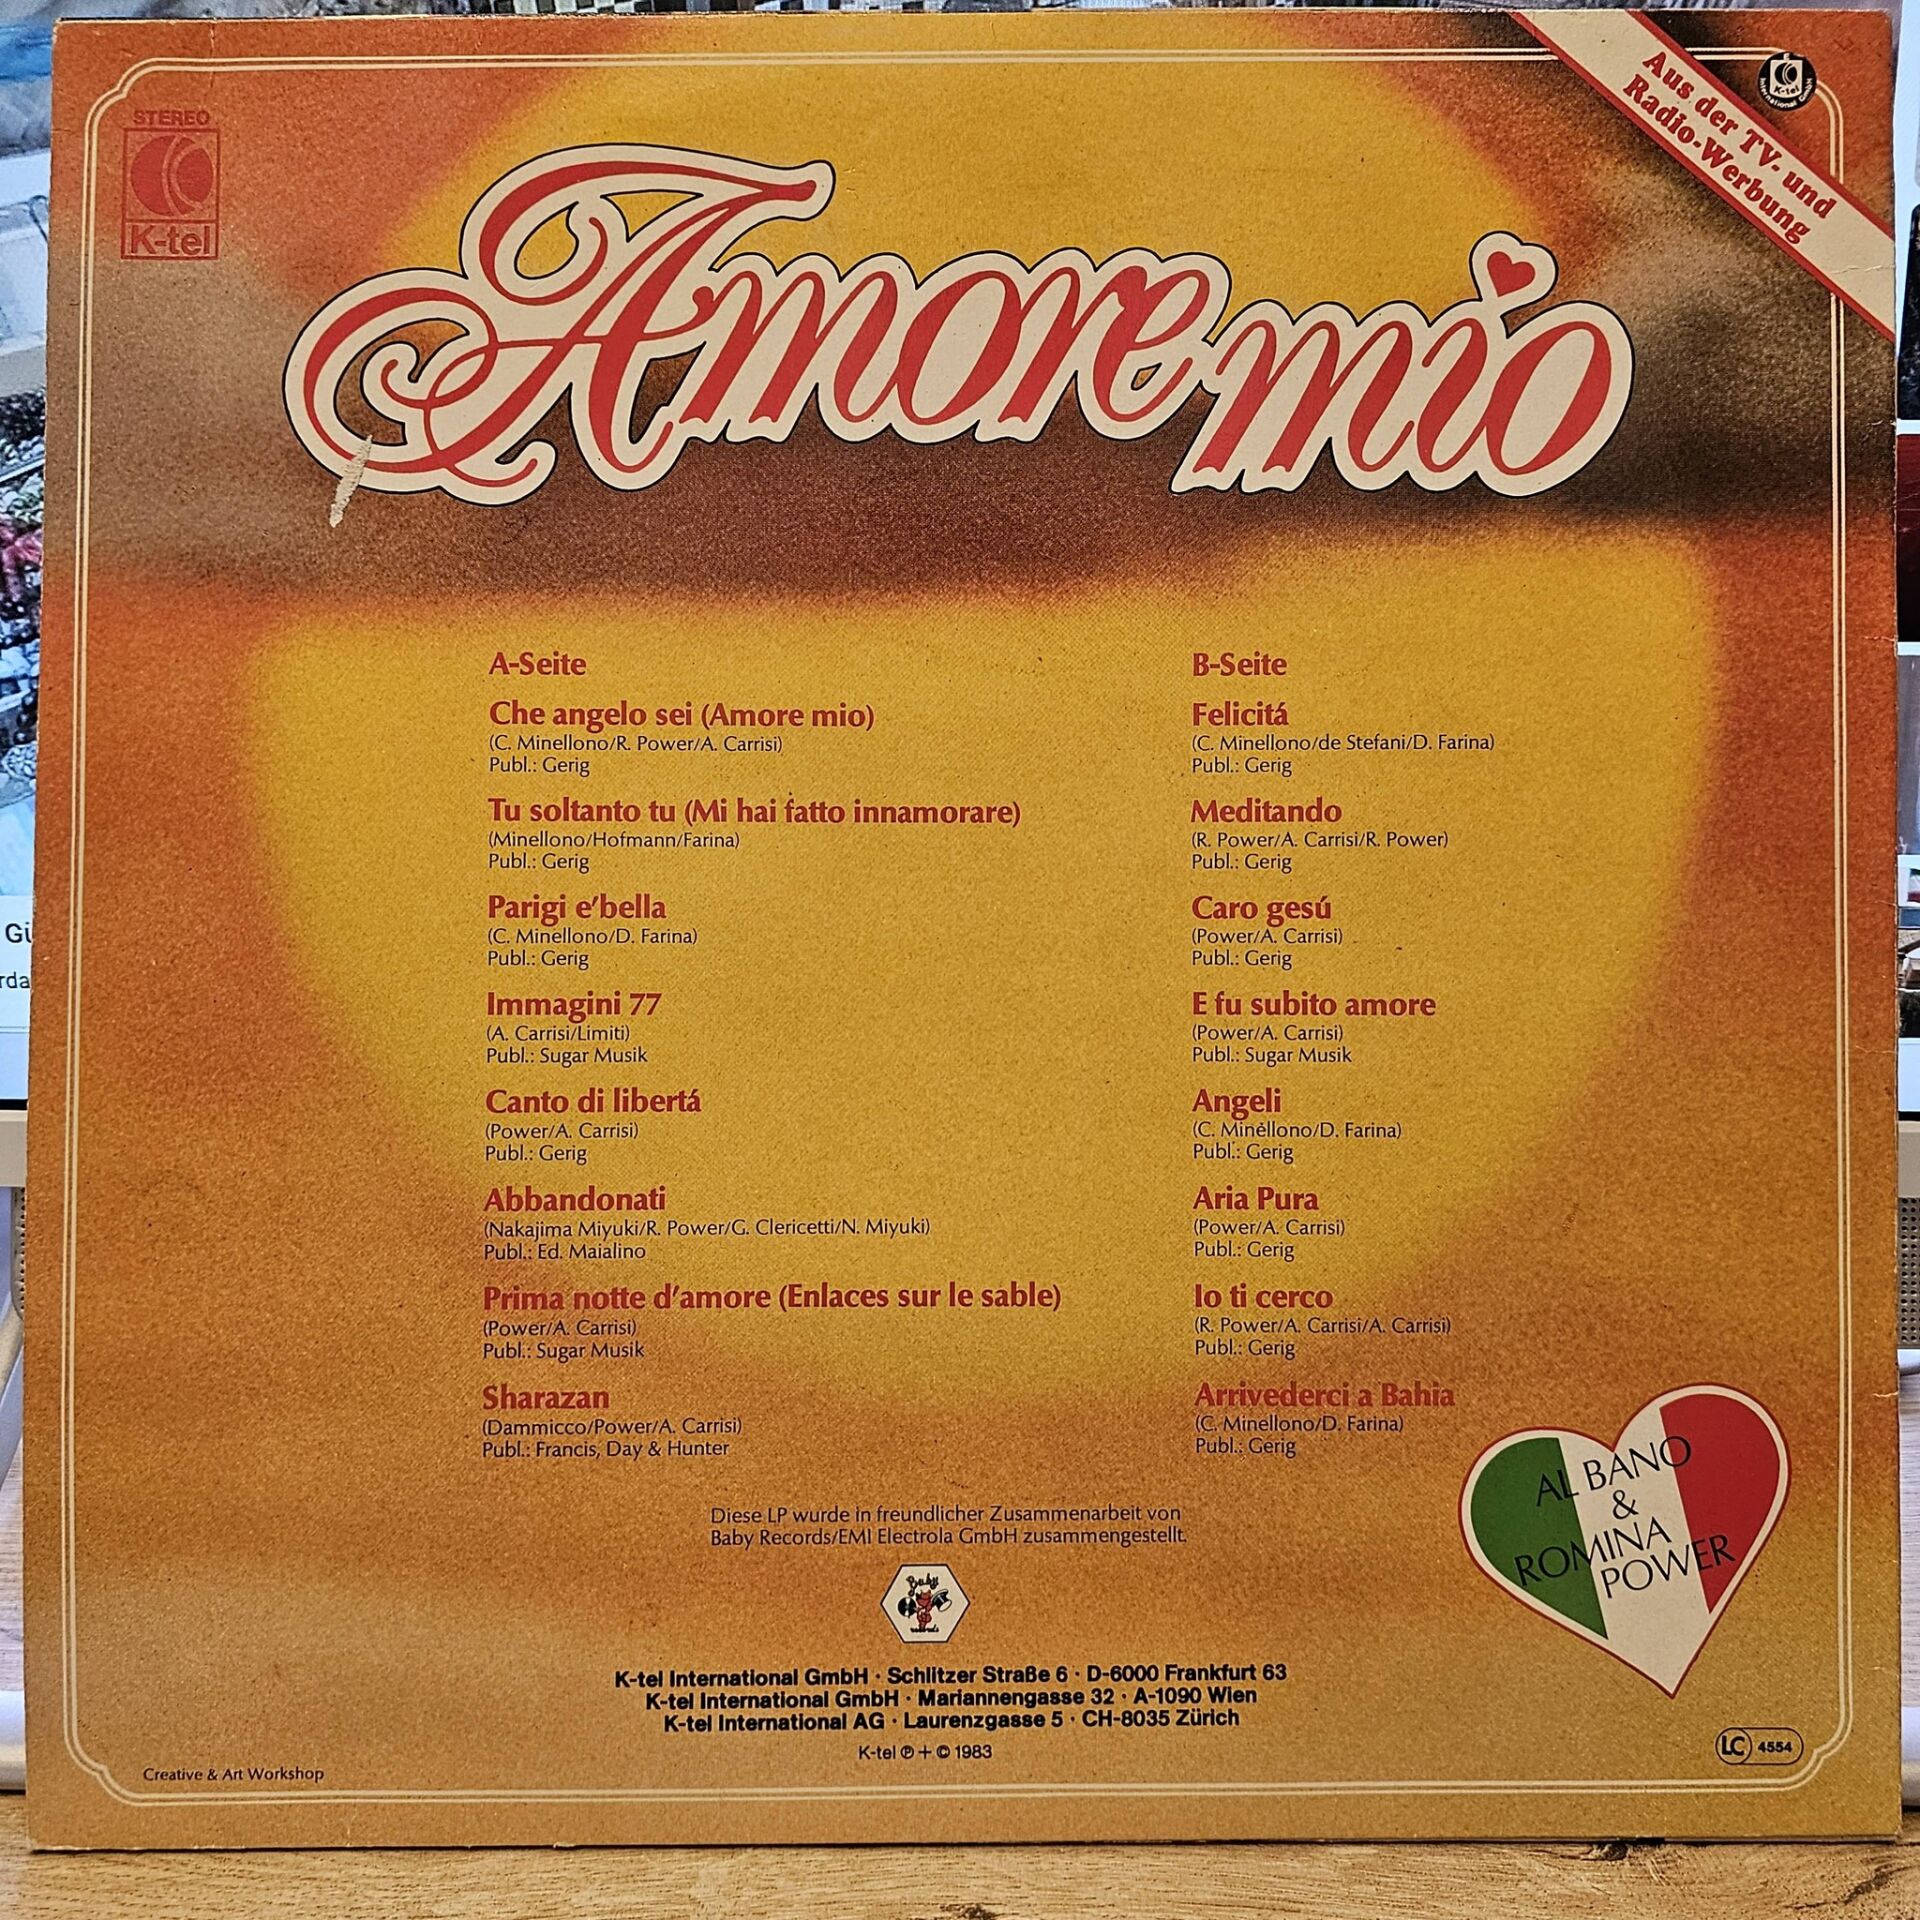 STEREO
K-tel
Aus der TV- und
Radio-Werbung
K-tel
International GmbH
Amore mio
A-Seite
Che angelo sei (Amore mio)
(C. Minellono/R. Power/A. Carrisi)
Publ.: Gerig
Tu soltanto tu (Mi hai fatto innamorare)
(Minellono/Hofmann/Farina)
Publ.: Gerig
Parigi e'bella
(C. Minellono/D. Farina)
Publ.: Gerig
Immagini 77
(A. Carrisi/Limiti)
Publ.: Sugar Musik
Canto di libertá
(Power/A. Carrisi)
Publ.: Gerig
Abbandonati
(Nakajima Miyuki/R. Power/G. Clericetti/N. Miyuki)
Publ.: Ed. Maialino
Prima notte d'amore (Enlaces sur le sable)
(Power/A. Carrisi)
Publ.: Sugar Musik
Sharazan
(Dammicco/Power/A. Carrisi)
Publ.: Francis, Day & Hunter
B-Seite
Felicitá
(C. Minellono/de Stefani/D. Farina)
Publ.: Gerig
Meditando
(R. Power/A. Carrisi/R. Power)
Publ.: Gerig
Caro gesú
(Power/A. Carrisi)
Publ.: Gerig
E fu subito amore
(Power/A. Carrisi)
Publ.: Sugar Musik
Angeli
(C. Minellono/D. Farina)
Publ.: Gerig
Aria Pura
(Power/A. Carrisi)
Publ.: Gerig
Io ti cerco
(R. Power/A. Carrisi/A. Carrisi)
Publ.: Gerig
Arrivederci a Bahia
(C. Minellono/D. Farina)
Publ.: Gerig
AL BANO
&
ROMINA
POWER
Diese LP wurde in freundlicher Zusammenarbeit von
Baby Records/EMI Electrola GmbH zusammengestellt.
Baby
records
K-tel International GmbH · Schlitzer Straße 6 · D-6000 Frankfurt 63
K-tel International GmbH · Mariannengasse 32 · A-1090 Wien
K-tel International AG · Laurenzgasse 5 · CH-8035 Zürich
K-tel ℗ + © 1983
Creative & Art Workshop
LC 4554